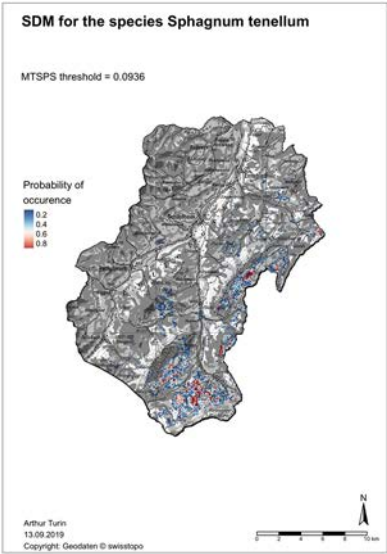 SDM for the species Sphagnum tenellum
MTSPS threshold = 0.0936
Probability of
occurence
0.2
0.4
0.6
0.8
N
Arthur Turin
13.09.2019
Copyright: Geodaten © swisstopo
0 2 4 6 8 10 km